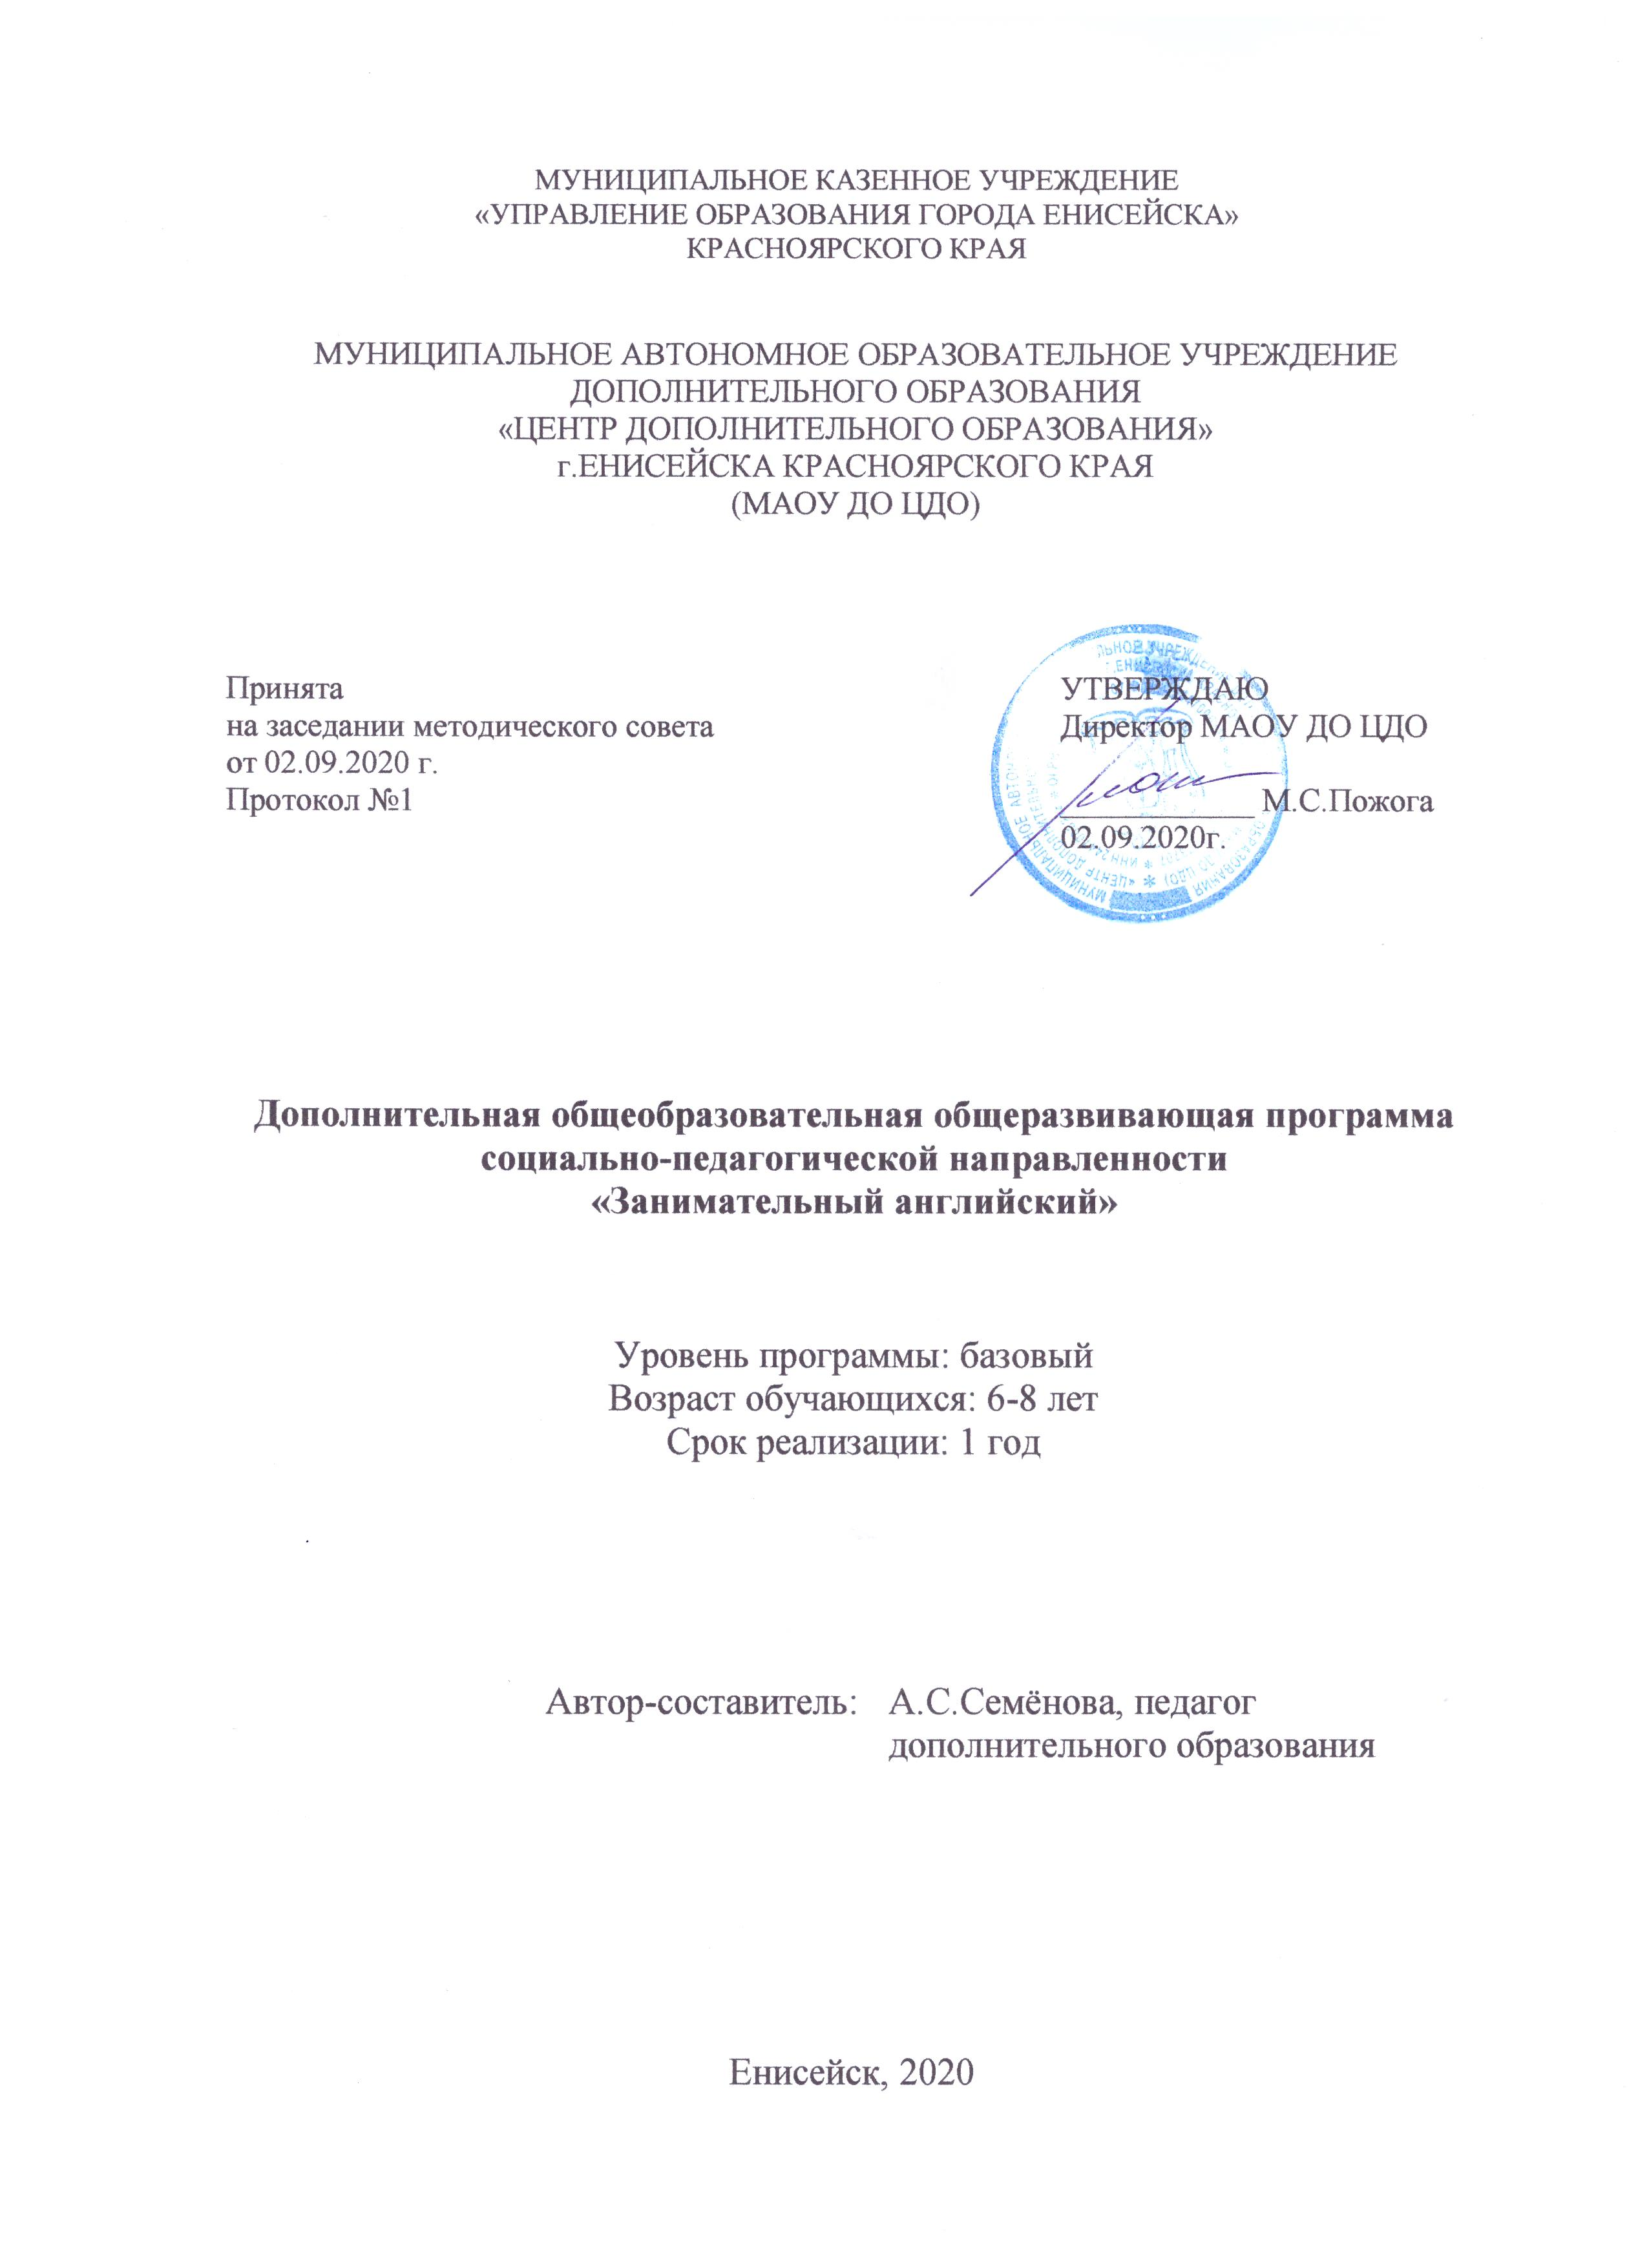 МУНИЦИПАЛЬНОЕ КАЗЕННОЕ УЧРЕЖДЕНИЕ
«УПРАВЛЕНИЕ ОБРАЗОВАНИЯ ГОРОДА ЕНИСЕЙСКА»
КРАСНОЯРСКОГО КРАЯ
МУНИЦИПАЛЬНОЕ АВТОНОМНОЕ ОБРАЗОВАТЕЛЬНОЕ УЧРЕЖДЕНИЕ
ДОПОЛНИТЕЛЬНОГО ОБРАЗОВАНИЯ
«ЦЕНТР ДОПОЛНИТЕЛЬНОГО ОБРАЗОВАНИЯ»
г.ЕНИСЕЙСКА КРАСНОЯРСКОГО КРАЯ
(МАОУ ДО ЦДО)
Принята
на заседании методического совета
от 02.09.2020 г.
Протокол №1
УТВЕРЖДАЮ
Директор МАОУ ДО ЦДО
М.С.Пожога
02.09.2020г.
Дополнительная общеобразовательная общеразвивающая программа
социально-педагогической направленности
«Занимательный английский»
Уровень программы: базовый
Возраст обучающихся: 6-8 лет
Срок реализации: 1 год
Автор-составитель: А.С.Семёнова, педагог
дополнительного образования
Енисейск, 2020